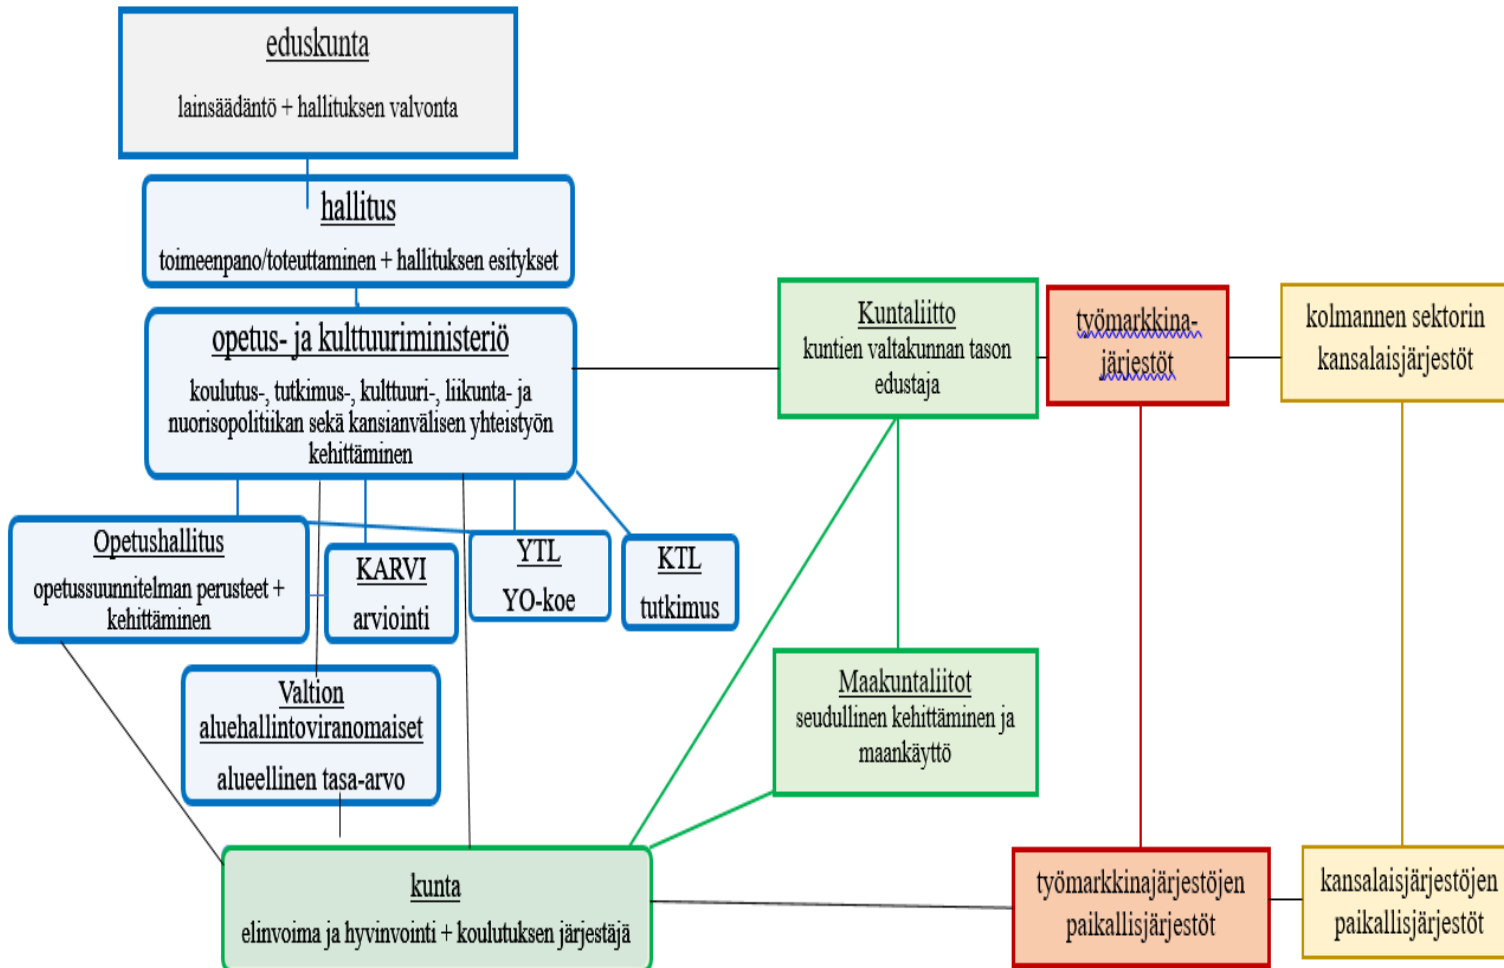 eduskunta
lainsäädäntö + hallituksen valvonta
hallitus
toimeenpano/toteuttaminen + hallituksen esitykset
opetus- ja kulttuuriministeriö
koulutus-, tutkimus-, kulttuuri-, liikunta- ja
nuorisopolitiikan sekä kansianvälisen yhteistyön
kehittäminen
Kuntaliitto
kuntien valtakunnan tason
edustaja
työmarkkina-
järjestöt
kolmannen sektorin
kansalaisjärjestöt
Opetushallitus
opetussuunnitelman perusteet +
kehittäminen
KARVI
arviointi
YTL
YO-koe
KTL
tutkimus
Valtion
aluehallintoviranomaiset
alueellinen tasa-arvo
Maakuntaliitot
seudullinen kehittäminen ja
maankäyttö
kunta
elinvoima ja hyvinvointi + koulutuksen järjestäjä
työmarkkinajärjestöjen
paikallisjärjestöt
kansalaisjärjestöjen
paikallisjärjestöt